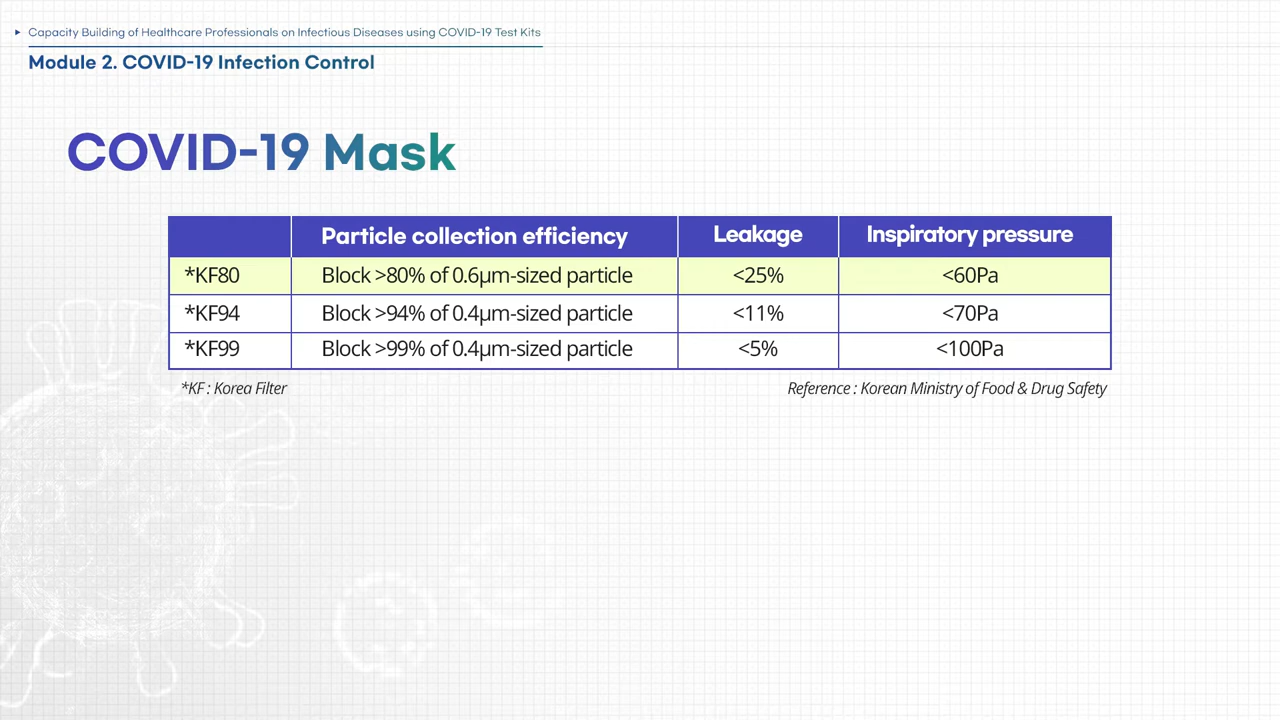 Capacity Building of Healthcare Professionals on Infectious Diseases using COVID-19 Test Kits
Module 2. COVID-19 Infection Control
COVID-19 Mask
Particle collection efficiency Leakage Inspiratory pressure
*KF80 Block >80% of 0.6μm-sized particle <25% <60Pa
*KF94 Block >94% of 0.4μm-sized particle <11% <70Pa
*KF99 Block >99% of 0.4μm-sized particle <5% <100Pa
*KF : Korea Filter Reference : Korean Ministry of Food & Drug Safety